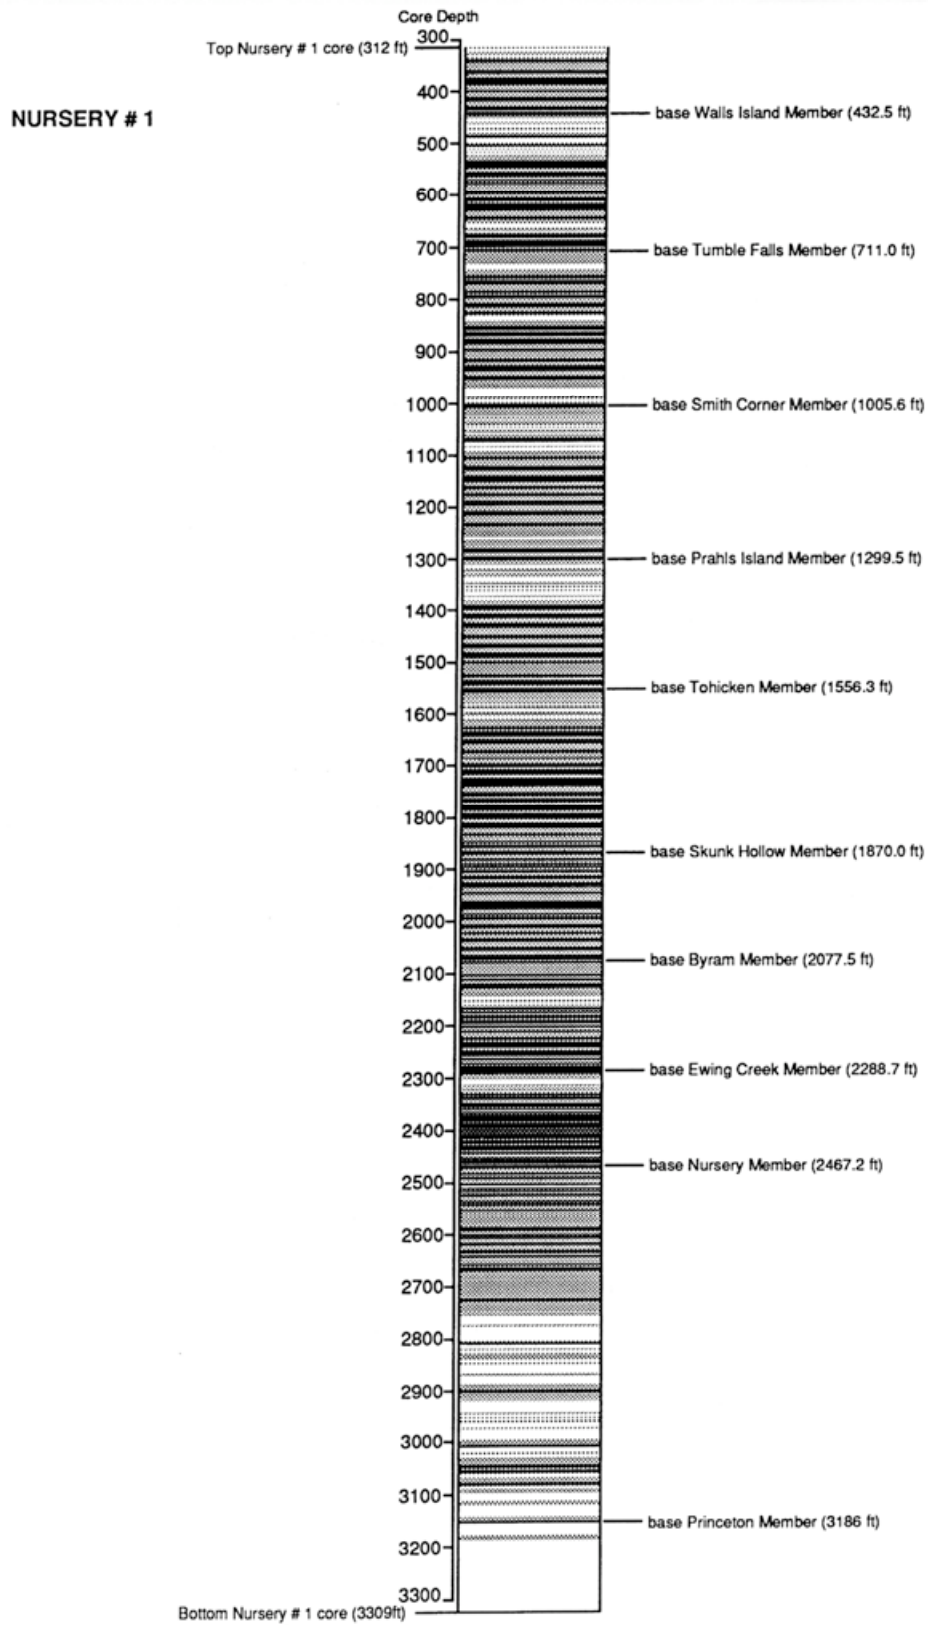 Core Depth
300
Top Nursery # 1 core (312 ft)
400
base Walls Island Member (432.5 ft)
NURSERY # 1
500
600
700
base Tumble Falls Member (711.0 ft)
800
900
1000
base Smith Corner Member (1005.6 ft)
1100
1200
1300
base Prahls Island Member (1299.5 ft)
1400
1500
base Tohicken Member (1556.3 ft)
1600
1700
1800
base Skunk Hollow Member (1870.0 ft)
1900
2000
base Byram Member (2077.5 ft)
2100
2200
base Ewing Creek Member (2288.7 ft)
2300
2400
base Nursery Member (2467.2 ft)
2500
2600
2700
2800
2900
3000
3100
base Princeton Member (3186 ft)
3200
3300
Bottom Nursery # 1 core (3309ft)